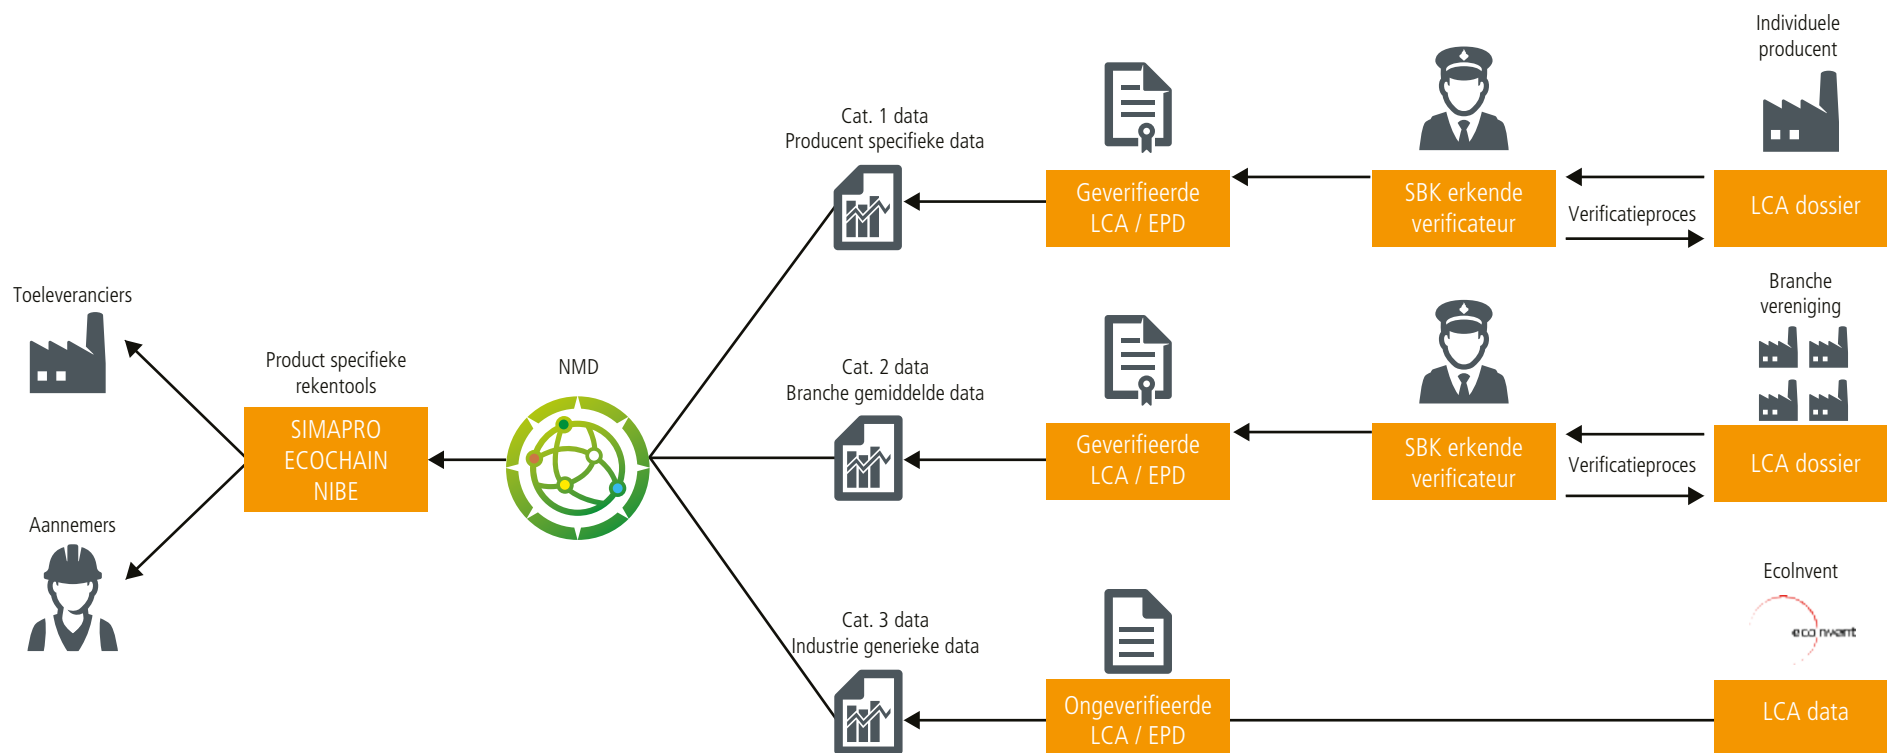 Individuele
producent
Cat. 1 data
Producent specifieke data
Geverifieerde
LCA / EPD
SBK erkende
verificateur
Verificatieproces
LCA dossier
Toeleveranciers
Product specifieke
rekentools
SIMAPRO
ECOCHAIN
NIBE
NMD
Cat. 2 data
Branche gemiddelde data
Geverifieerde
LCA / EPD
SBK erkende
verificateur
Verificatieproces
Branche
vereniging
LCA dossier
Aannemers
Cat. 3 data
Industrie generieke data
Ongeverifieerde
LCA / EPD
EcoInvent
ecoinvent
LCA data